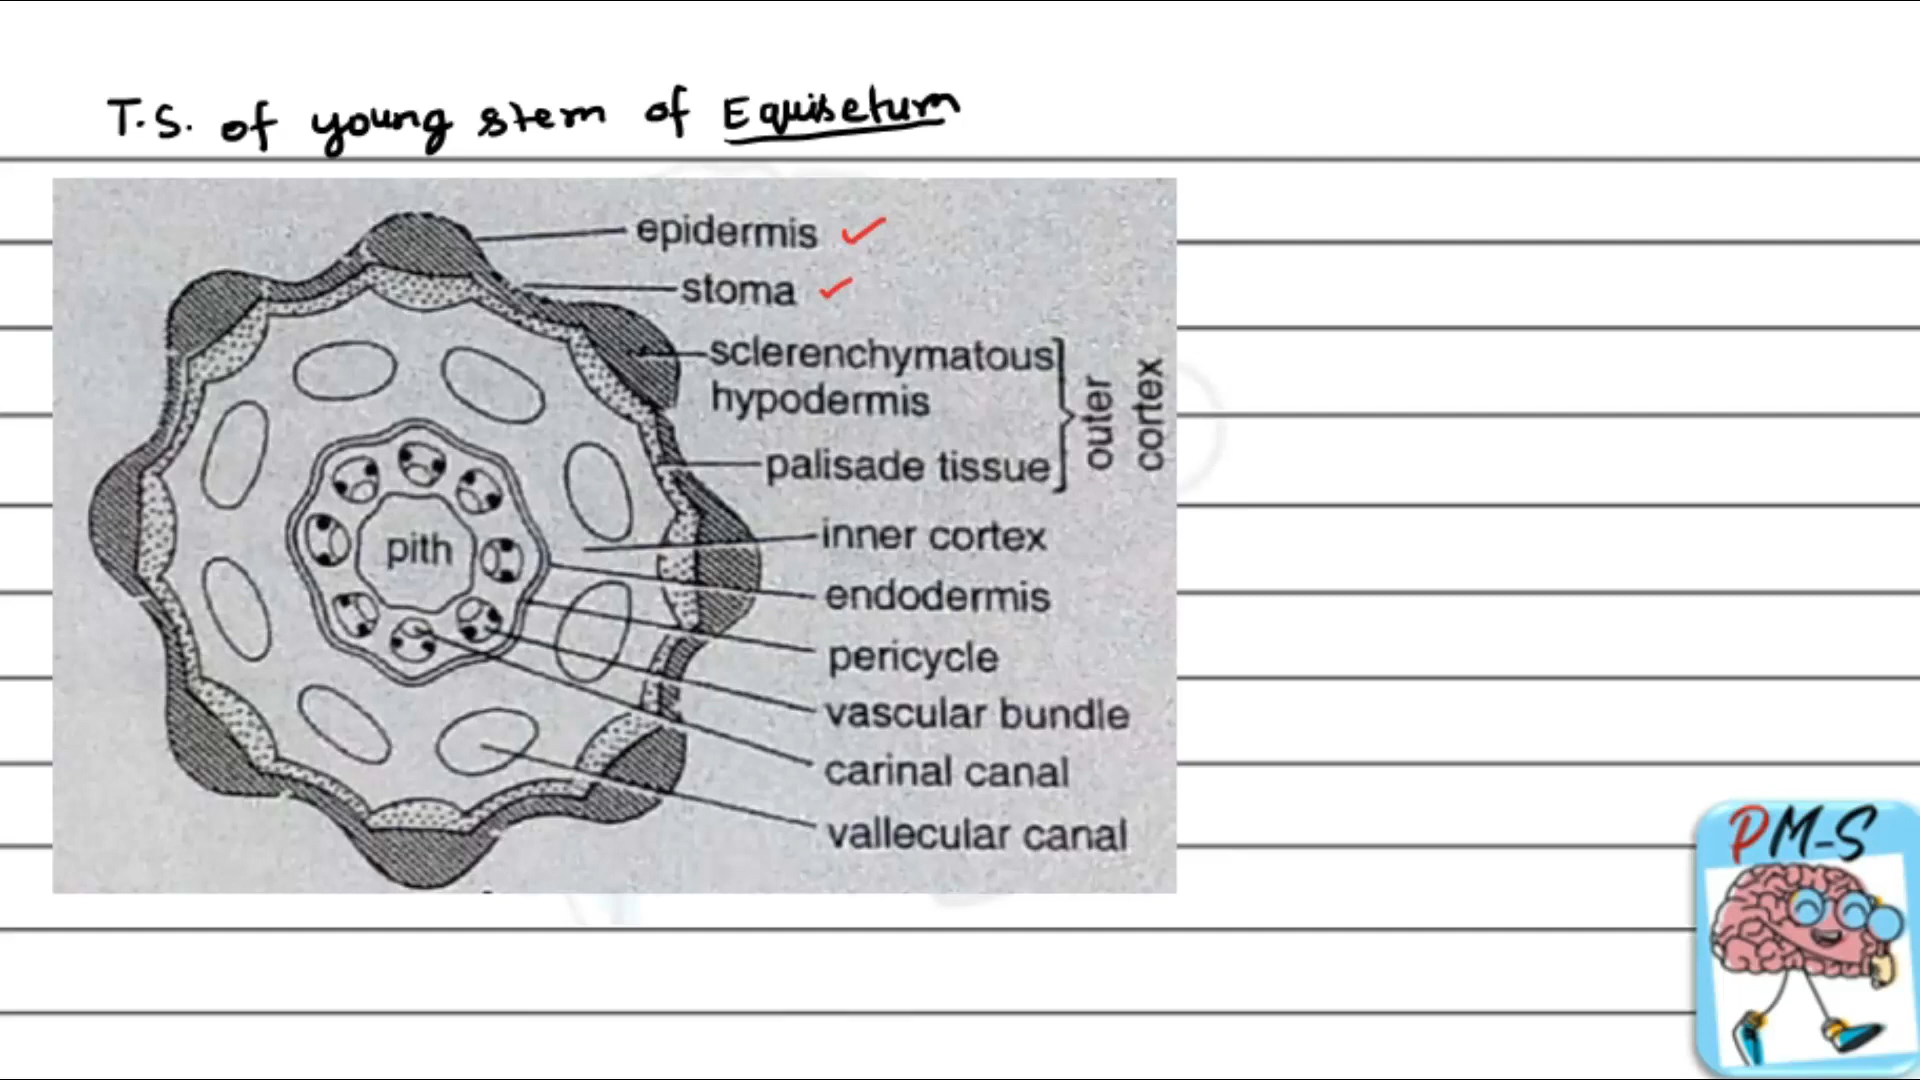 T.S. of young stem of Equisetum
epidermis
stoma
sclerenchymatous
hypodermis
palisade tissue
outer
cortex
inner cortex
pith
endodermis
pericycle
vascular bundle
carinal canal
vallecular canal
PM-S